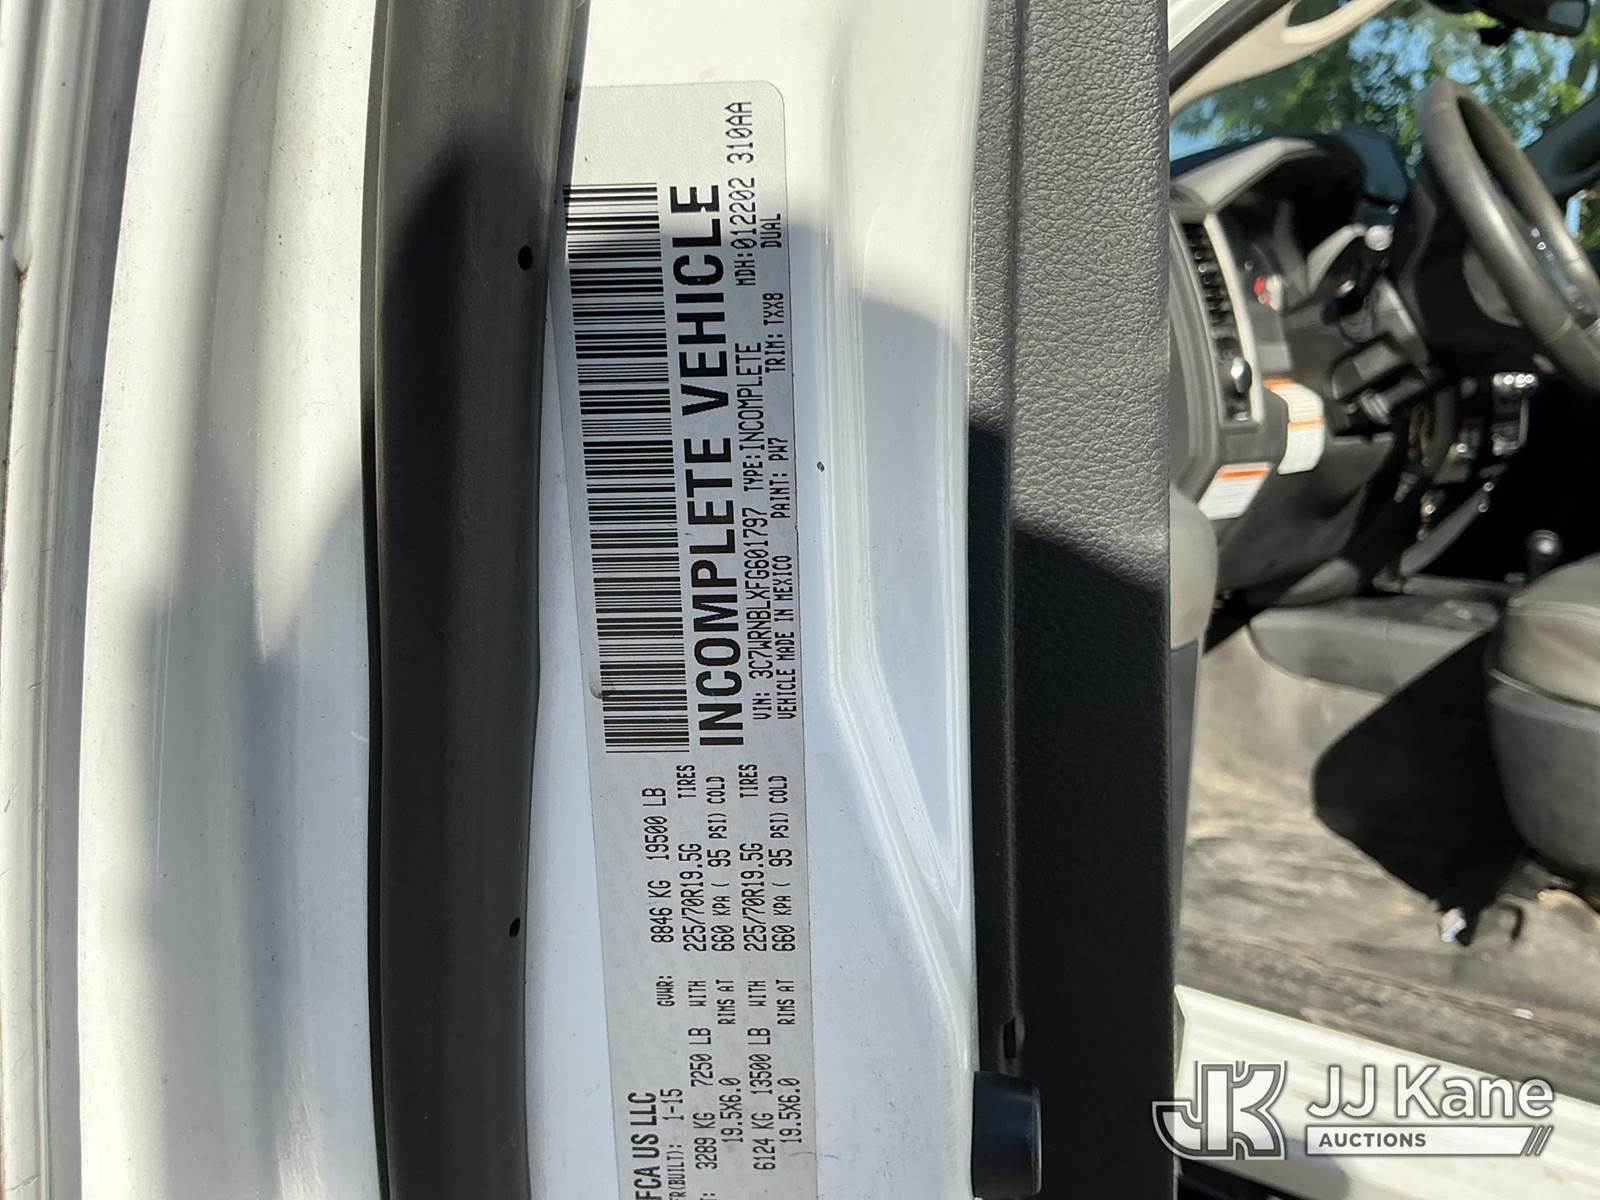 FCA US LLC
FR(BUILT): 1-15 GVWR: 8846 KG 19500 LB
T: 3289 KG 7250 LB WITH 225/70R19.5G TIRES
19.5X6.0 RIMS AT 660 KPA( 95 PSI) COLD
6124 KG 13500 LB WITH 225/70R19.5G TIRES
19.5X6.0 RIMS AT 660 KPA( 95 PSI) COLD
INCOMPLETE VEHICLE
VIN: 3C7WRNBLXFG601797 TYPE:INCOMPLETE MDH:012202 310AA
VEHICLE MADE IN MEXICO PAINT: PW7 TRIM: TXX8 DUAL
JK JJ Kane
AUCTIONS